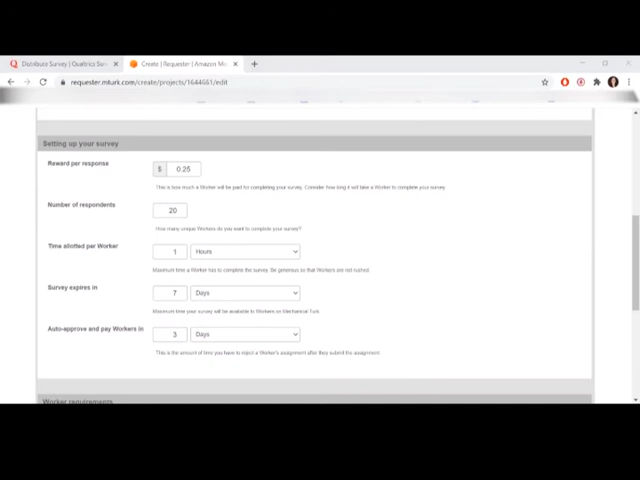 Distribute Survey | Qualtrics Sur
Create | Requester | Amazon Me
requester.mturk.com/create/projects/1644661/edit
Setting up your survey
Reward per response
$ 0.25
This is how much a Worker will be paid for completing your survey. Consider how long it will take a Worker to complete your survey.
Number of respondents
20
How many unique Workers do you want to complete your survey?
Time allotted per Worker
1 Hours
Maximum time a Worker has to complete the survey. Be generous so that Workers are not rushed.
Survey expires in
7 Days
Maximum time your survey will be available to Workers on Mechanical Turk.
Auto-approve and pay Workers in
3 Days
This is the amount of time you have to reject a Worker's assignment after they submit the assignment.
Worker requirements